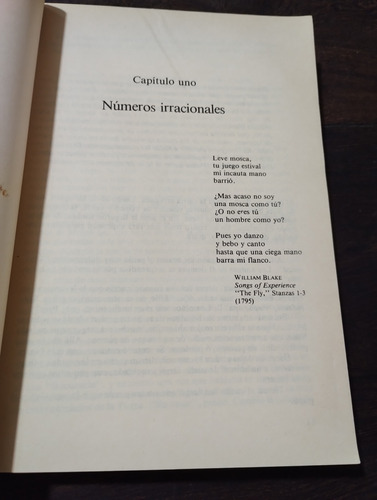 Capítulo uno
Números irracionales
Leve mosca,
tu juego estival
mi incauta mano
barrió.
¿Mas acaso no soy
una mosca como tú?
¿O no eres tú
un hombre como yo?
Pues yo danzo
y bebo y canto
hasta que una ciega mano
barra mi flanco.
WILLIAM BLAKE
Songs of Experience
"The Fly," Stanzas 1-3
(1795)